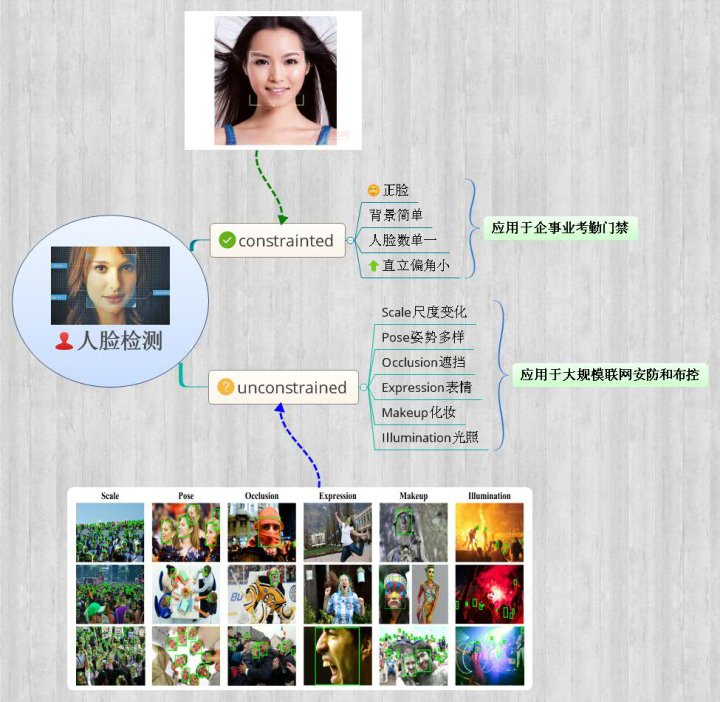 人脸检测
constrainted
正脸
背景简单
人脸数单一
直立偏角小
应用于企事业考勤门禁
unconstrained
Scale尺度变化
Pose姿势多样
Occlusion遮挡
Expression表情
Makeup化妆
Illumination光照
应用于大规模联网安防和布控
Scale Pose Occlusion Expression Makeup Illumination